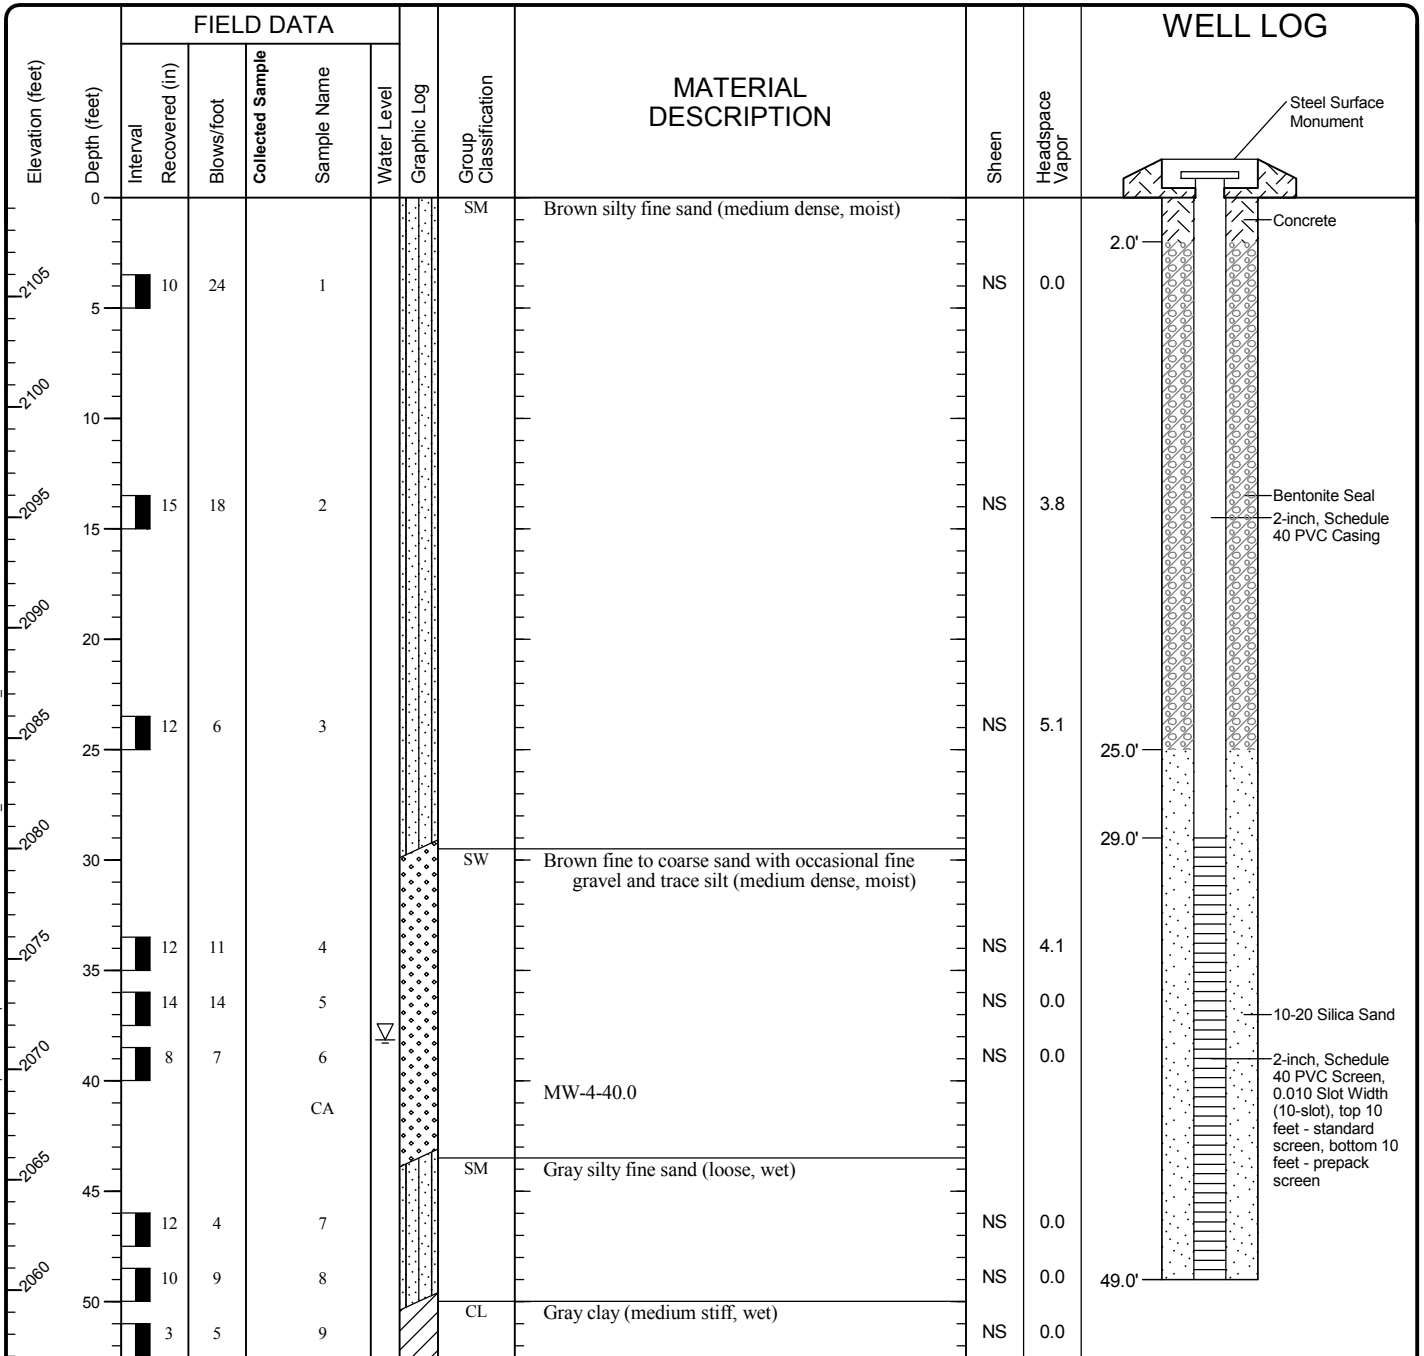 FIELD DATA
WELL LOG
Elevation (feet)
Depth (feet)
Interval
Recovered (in)
Blows/foot
Collected Sample
Sample Name
Water Level
Graphic Log
Group
Classification
MATERIAL
DESCRIPTION
Sheen
Headspace
Vapor
Steel Surface
Monument
0
SM
Brown silty fine sand (medium dense, moist)
Concrete
2.0'
2105
10
24
1
NS
0.0
5
2100
10
2095
15
18
2
NS
3.8
Bentonite Seal
15
2-inch, Schedule
40 PVC Casing
2090
20
2085
12
6
3
NS
5.1
25
25.0'
2080
29.0'
30
SW
Brown fine to coarse sand with occasional fine
gravel and trace silt (medium dense, moist)
2075
12
11
4
NS
4.1
35
14
14
5
NS
0.0
10-20 Silica Sand
2070
8
7
6
NS
0.0
2-inch, Schedule
40 PVC Screen,
0.010 Slot Width
(10-slot), top 10
feet - standard
screen, bottom 10
feet - prepack
screen
40
MW-4-40.0
CA
2065
SM
Gray silty fine sand (loose, wet)
45
12
4
7
NS
0.0
2060
10
9
8
NS
0.0
49.0'
50
CL
Gray clay (medium stiff, wet)
3
5
9
NS
0.0